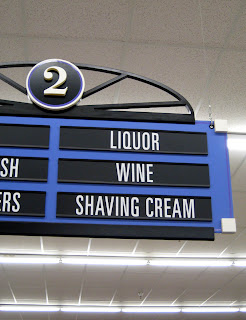 2
LIQUOR
SH WINE
ERS SHAVING CREAM